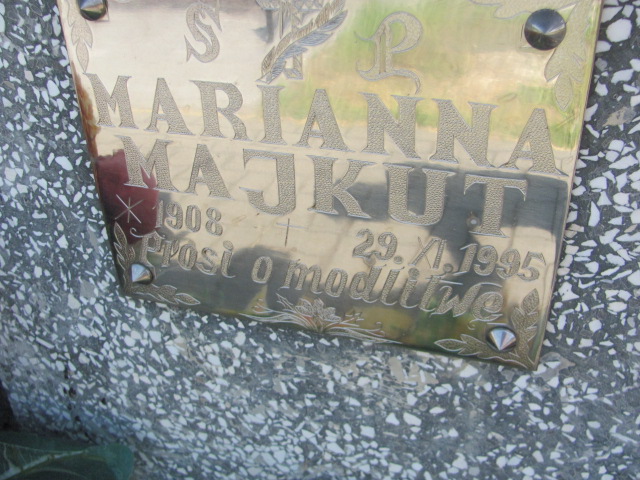 S P
MARIANNA
MAJKUT
* 1908 + 29. XI. 1995
Prosi o modlitwę